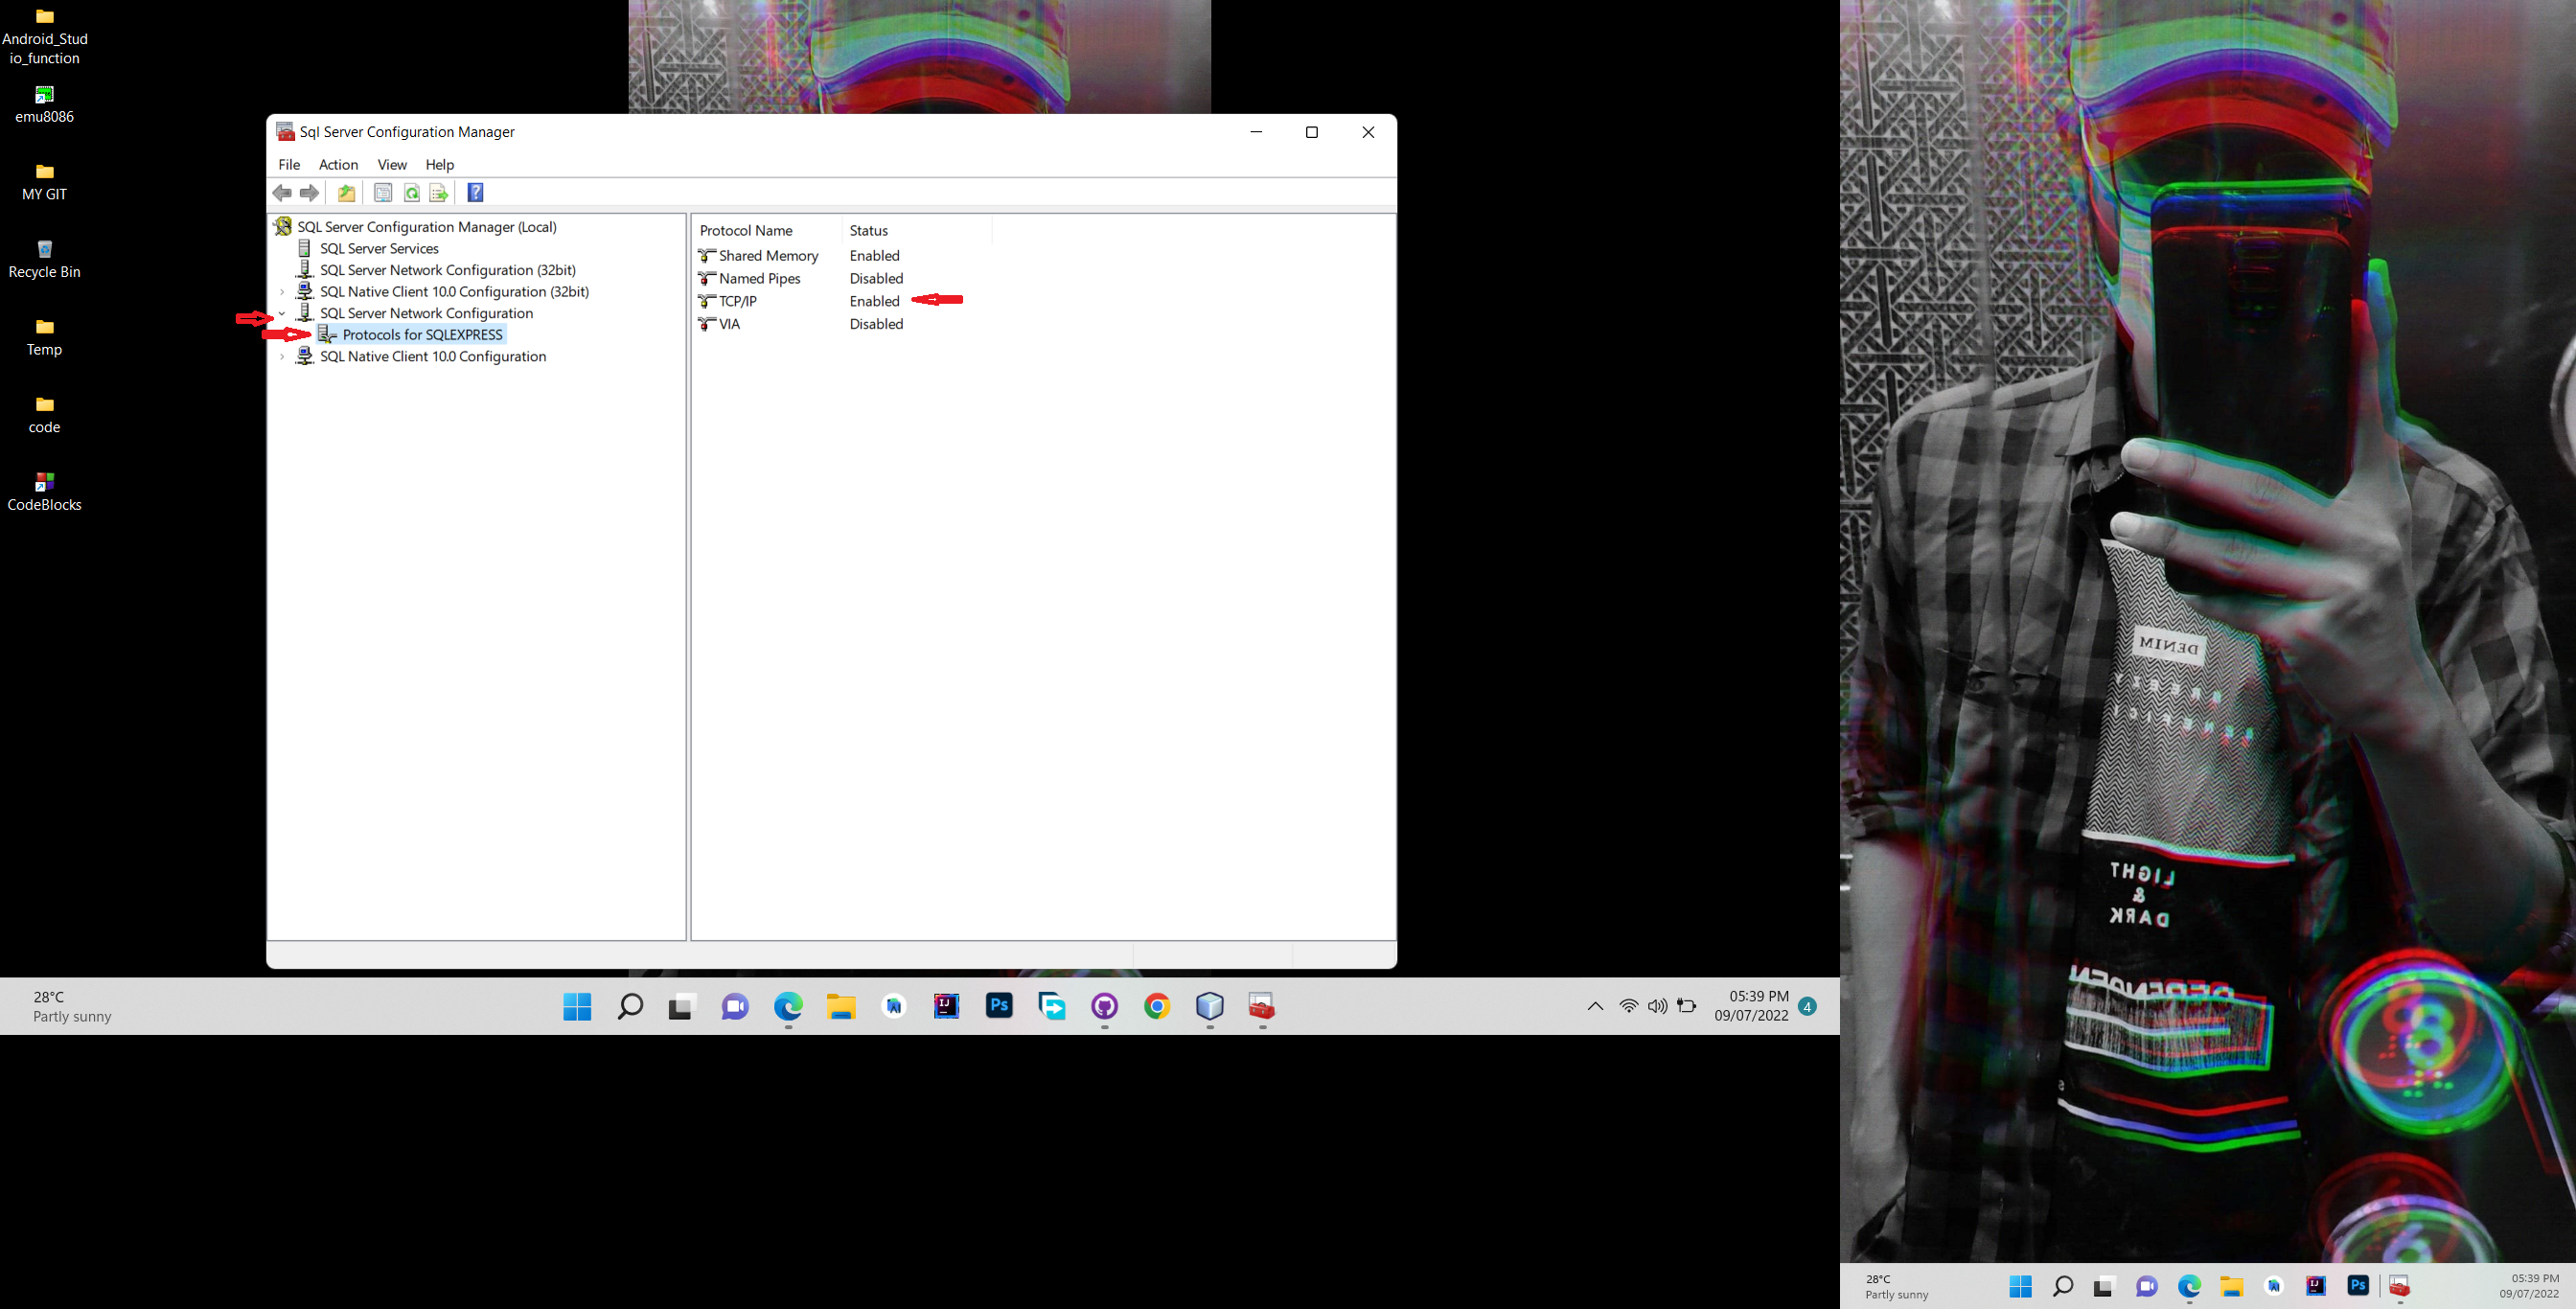 Android_Stud
io_function
emu8086
MY GIT
Recycle Bin
Temp
code
CodeBlocks
Sql Server Configuration Manager
File Action View Help
SQL Server Configuration Manager (Local)
SQL Server Services
SQL Server Network Configuration (32bit)
SQL Native Client 10.0 Configuration (32bit)
SQL Server Network Configuration
Protocols for SQLEXPRESS
SQL Native Client 10.0 Configuration
Protocol Name Status
Shared Memory Enabled
Named Pipes Disabled
TCP/IP Enabled
VIA Disabled
28°C
Partly sunny
05:39 PM
09/07/2022
4
DENIM
LIGHT
&
DARK
8
6
28°C
Partly sunny
05:39 PM
09/07/2022